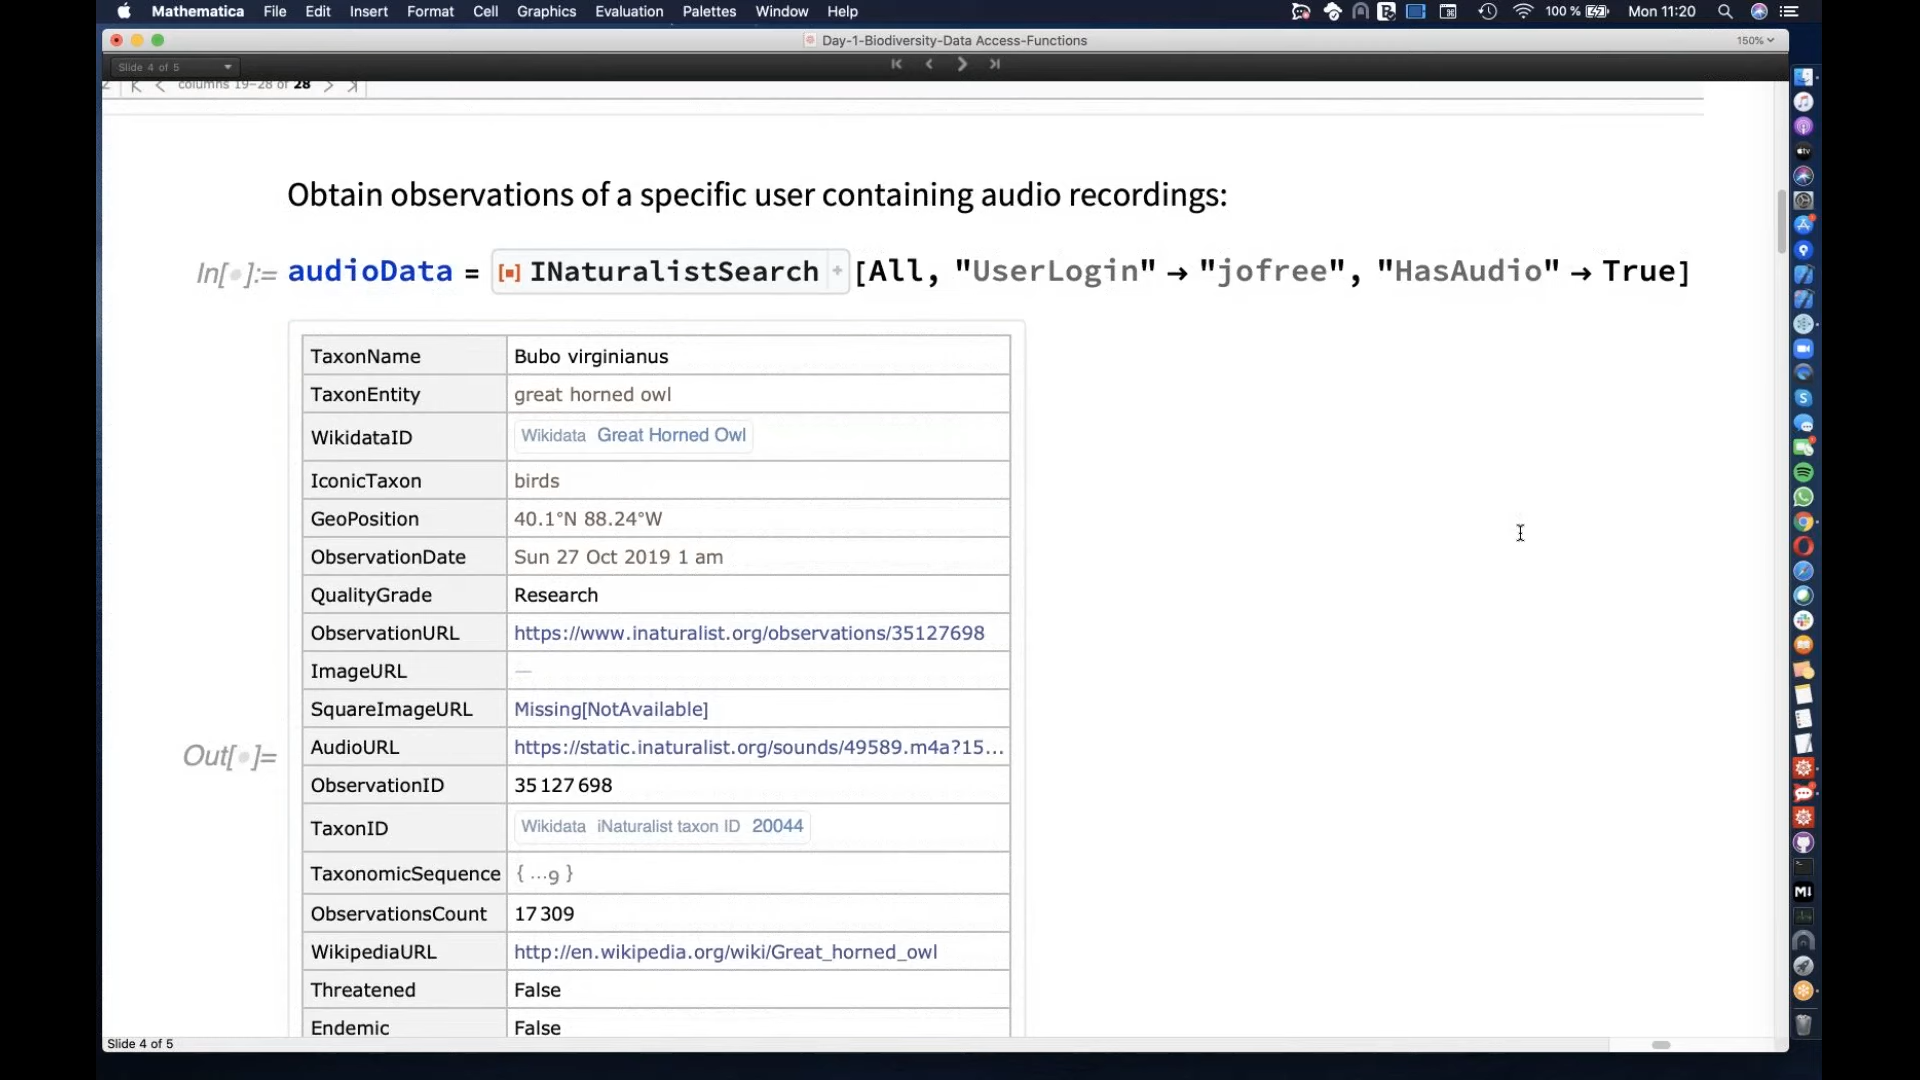 Mathematica File Edit Insert Format Cell Graphics Evaluation Palettes Window Help 100 % Mon 11:20
Day-1-Biodiversity-Data Access-Functions 150%
Slide 4 of 5
columns 19–28 of 28
Obtain observations of a specific user containing audio recordings:
In[•]:= audioData = [▪] INaturalistSearch + [All, "UserLogin" → "jofree", "HasAudio" → True]
TaxonName Bubo virginianus
TaxonEntity great horned owl
WikidataID Wikidata Great Horned Owl
IconicTaxon birds
GeoPosition 40.1°N 88.24°W
ObservationDate Sun 27 Oct 2019 1 am
QualityGrade Research
ObservationURL https://www.inaturalist.org/observations/35127698
ImageURL —
SquareImageURL Missing[NotAvailable]
AudioURL https://static.inaturalist.org/sounds/49589.m4a?15...
Out[•]=
ObservationID 35 127 698
TaxonID Wikidata iNaturalist taxon ID 20044
TaxonomicSequence { ...9 }
ObservationsCount 17 309
WikipediaURL http://en.wikipedia.org/wiki/Great_horned_owl
Threatened False
Endemic False
Slide 4 of 5